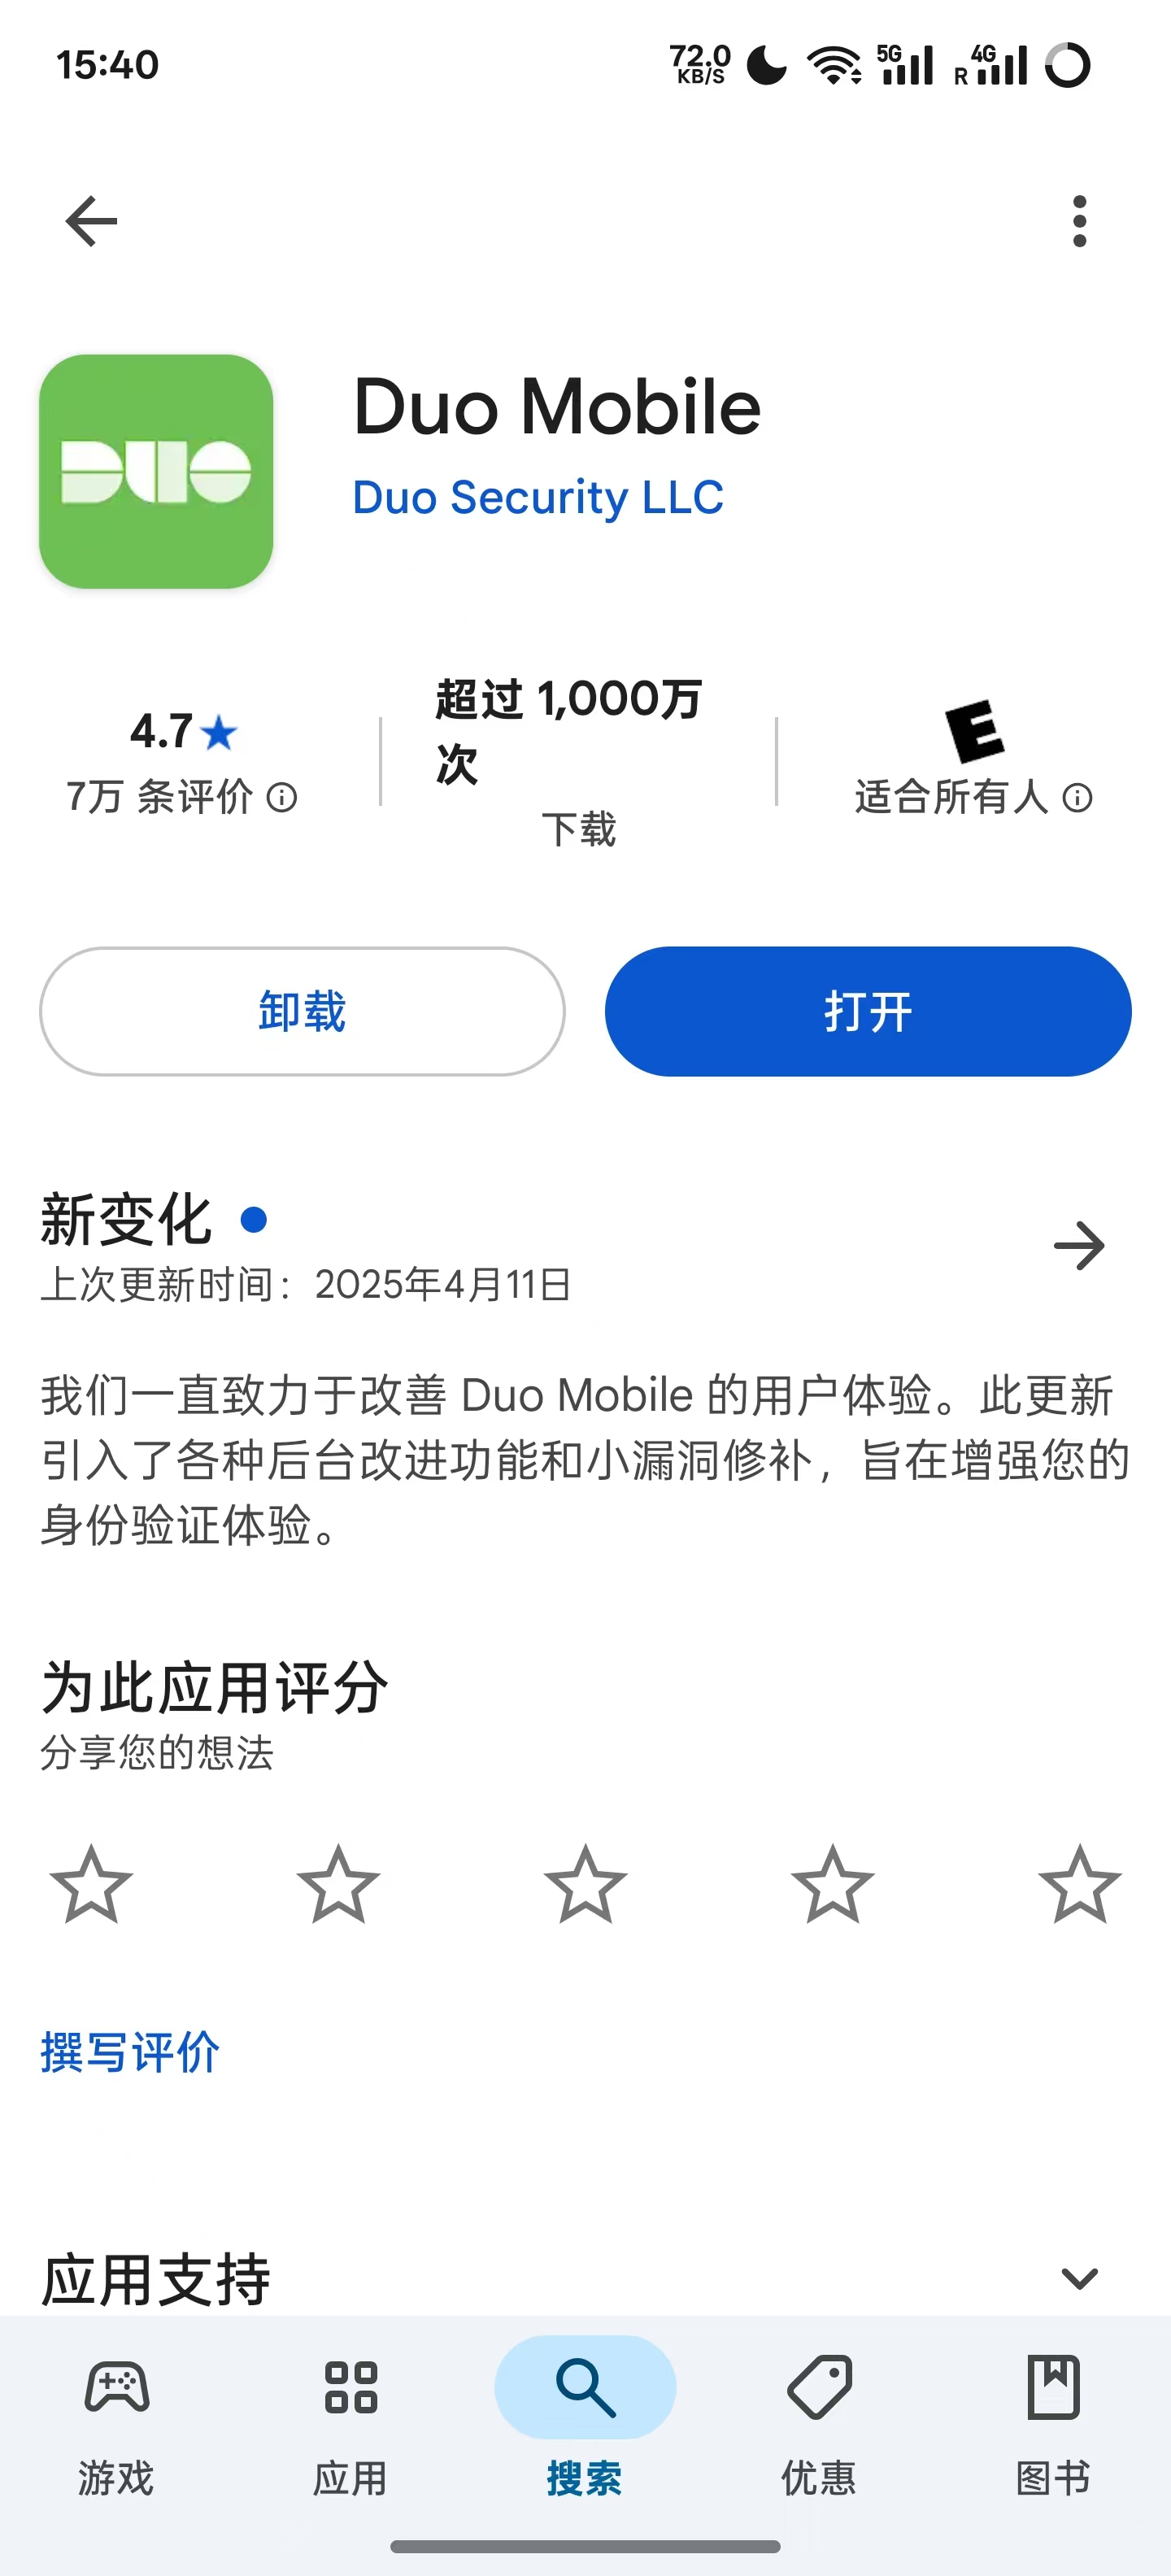 15:40
72.0
KB/S
5G
R 4G
DUO
Duo Mobile
Duo Security LLC
4.7★
7万 条评价
超过 1,000万
次
下载
E
适合所有人
卸载
打开
新变化
上次更新时间：2025年4月11日
我们一直致力于改善 Duo Mobile 的用户体验。此更新
引入了各种后台改进功能和小漏洞修补，旨在增强您的
身份验证体验。
为此应用评分
分享您的想法
撰写评价
应用支持
游戏
应用
搜索
优惠
图书